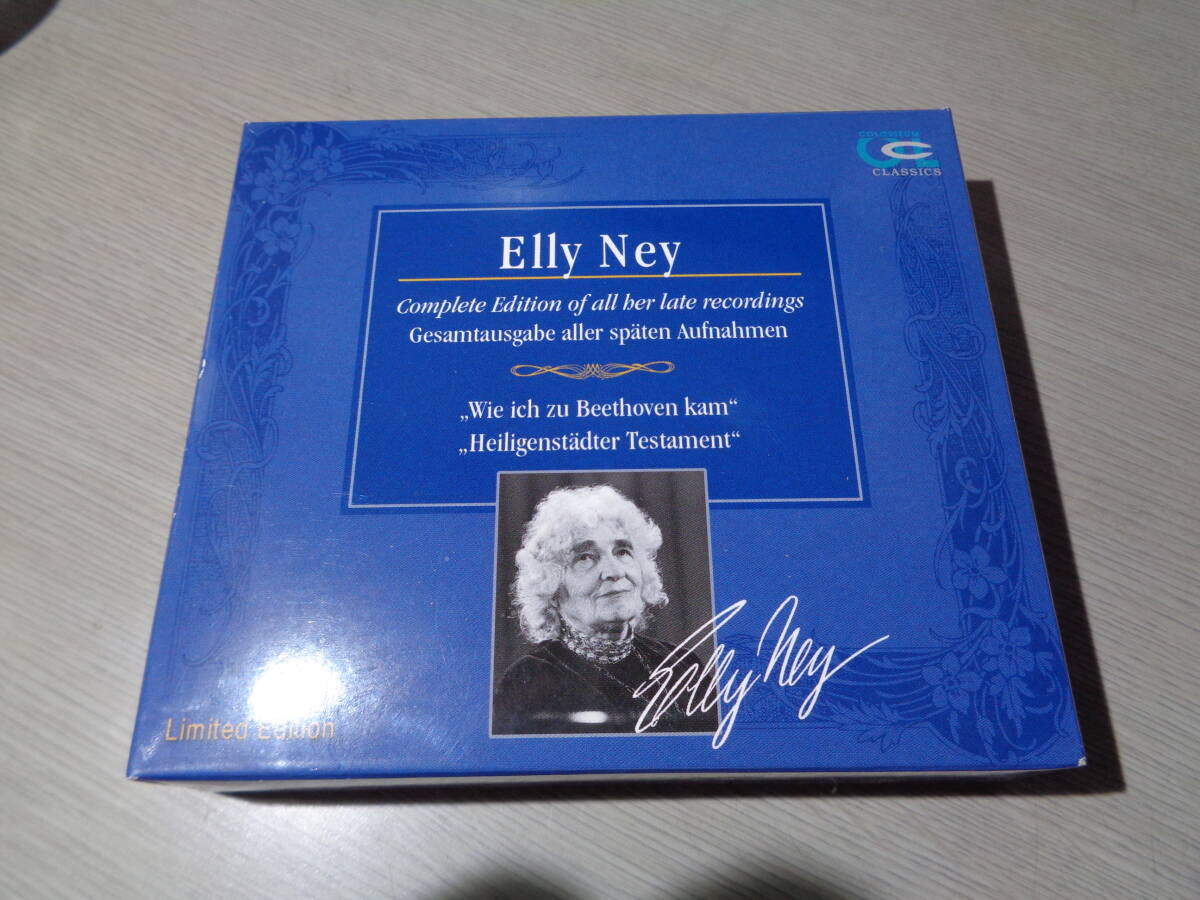 COLOSSEUM
COL
CLASSICS
Elly Ney
Complete Edition of all her late recordings
Gesamtausgabe aller späten Aufnahmen
„Wie ich zu Beethoven kam“
„Heiligenstädter Testament“
Elly Ney
Limited Edition